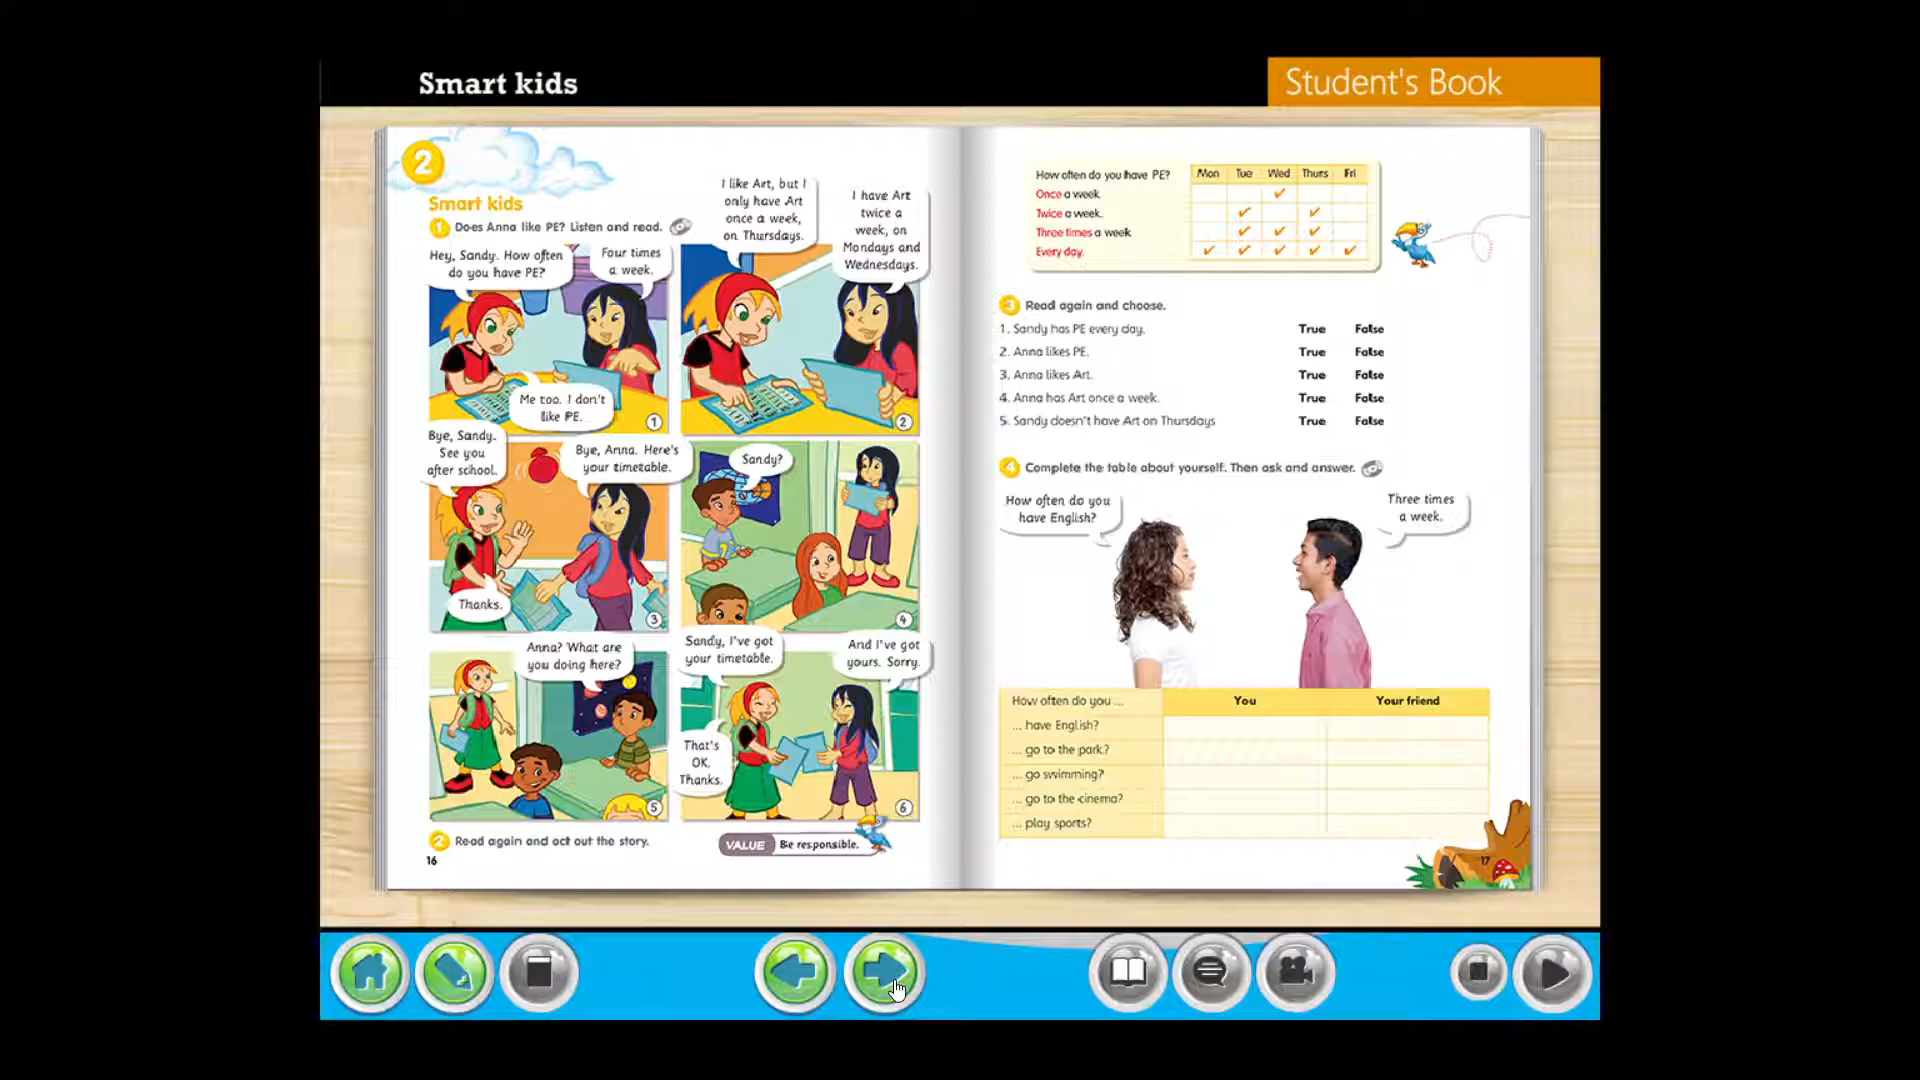 Smart kids
Student's Book
2
Smart kids
1 Does Anna like PE? Listen and read.
Hey, Sandy. How often
do you have PE?
Four times
a week.
Me too. I don't
like PE.
1
I like Art, but I
only have Art
once a week,
on Thursdays.
I have Art
twice a
week, on
Mondays and
Wednesdays.
2
Bye, Sandy.
See you
after school.
Bye, Anna. Here's
your timetable.
Thanks.
3
Sandy?
4
Anna? What are
you doing here?
5
Sandy, I've got
your timetable.
And I've got
yours. Sorry.
That's
OK.
Thanks.
6
2 Read again and act out the story.
VALUE Be responsible.
16
How often do you have PE? Mon Tue Wed Thurs Fri
Once a week.
Twice a week.
Three times a week
Every day.
3 Read again and choose.
1. Sandy has PE every day. True False
2. Anna likes PE. True False
3. Anna likes Art. True False
4. Anna has Art once a week. True False
5. Sandy doesn't have Art on Thursdays True False
4 Complete the table about yourself. Then ask and answer.
How often do you
have English?
Three times
a week.
How often do you ... You Your friend
... have English?
... go to the park?
... go swimming?
... go to the cinema?
... play sports?
17